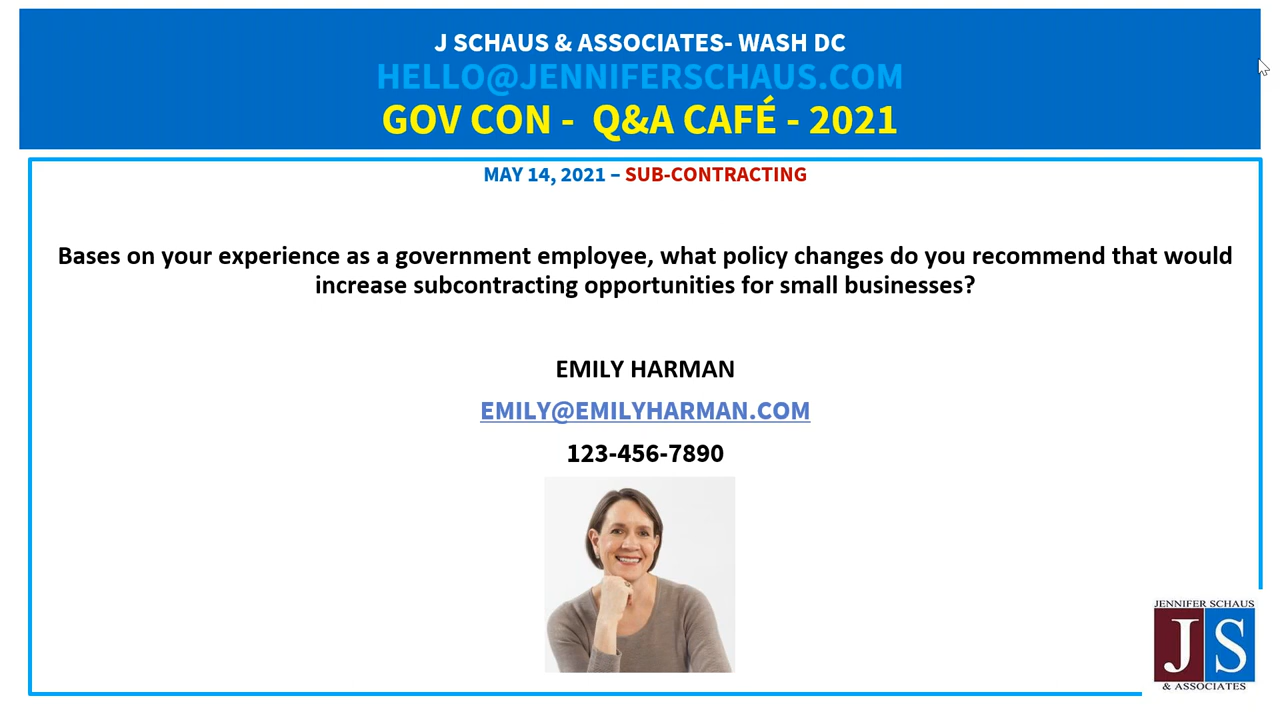 J SCHAUS & ASSOCIATES- WASH DC
HELLO@JENNIFERSCHAUS.COM
GOV CON - Q&A CAFÉ - 2021
MAY 14, 2021 – SUB-CONTRACTING
Bases on your experience as a government employee, what policy changes do you recommend that would
increase subcontracting opportunities for small businesses?
EMILY HARMAN
EMILY@EMILYHARMAN.COM
123-456-7890
JENNIFER SCHAUS
JS
& ASSOCIATES